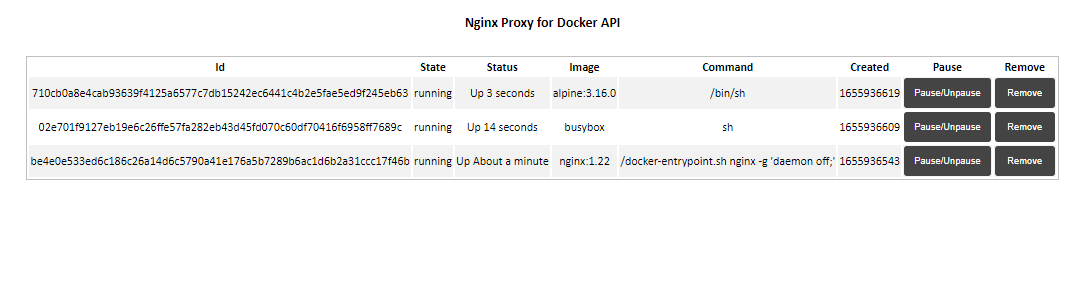 Nginx Proxy for Docker API
Id State Status Image Command Created Pause Remove
710cb0a8e4cab93639f4125a6577c7db15242ec6441c4b2e5fae5ed9f245eb63 running Up 3 seconds alpine:3.16.0 /bin/sh 1655936619 Pause/Unpause Remove
02e701f9127eb19e6c26ffe57fa282eb43d45fd070c60df70416f6958ff7689c running Up 14 seconds busybox sh 1655936609 Pause/Unpause Remove
be4e0e533ed6c186c26a14d6c5790a41e176a5b7289b6ac1d6b2a31ccc17f46b running Up About a minute nginx:1.22 /docker-entrypoint.sh nginx -g 'daemon off;' 1655936543 Pause/Unpause Remove